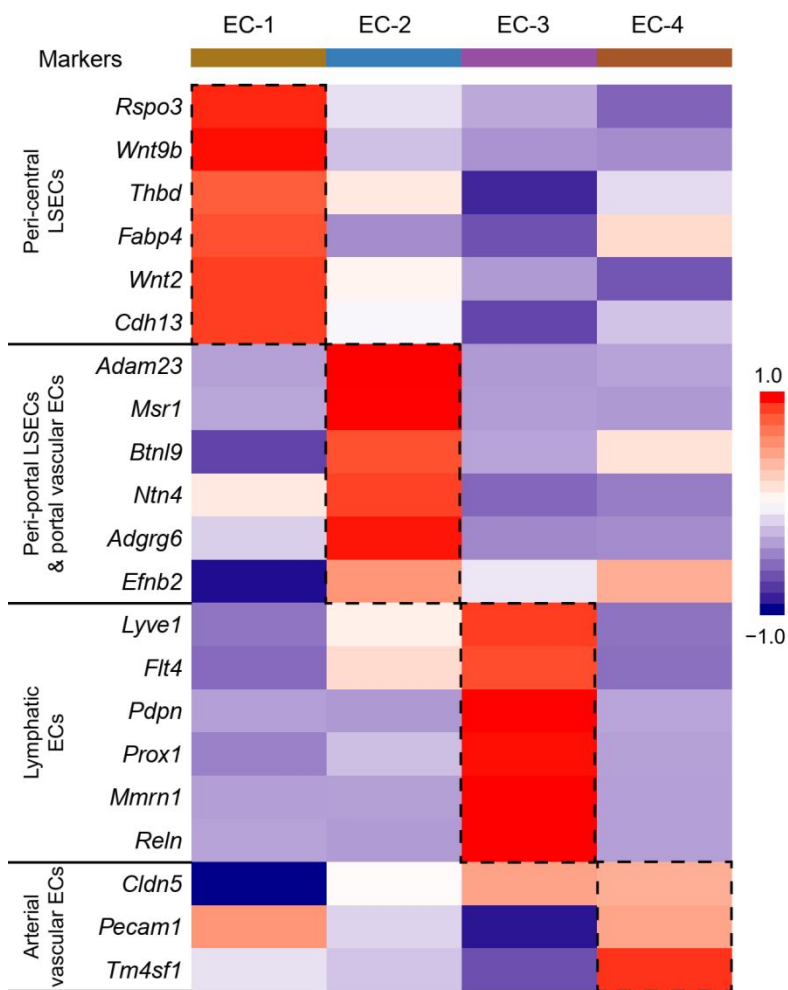 EC-1 EC-2 EC-3 EC-4
Markers
Peri-central
LSECs
Rspo3
Wnt9b
Thbd
Fabp4
Wnt2
Cdh13
Peri-portal LSECs
& portal vascular ECs
Adam23
Msr1
Btnl9
Ntn4
Adgrg6
Efnb2
Lymphatic
ECs
Lyve1
Flt4
Pdpn
Prox1
Mmrn1
Reln
Arterial
vascular ECs
Cldn5
Pecam1
Tm4sf1
1.0
−1.0